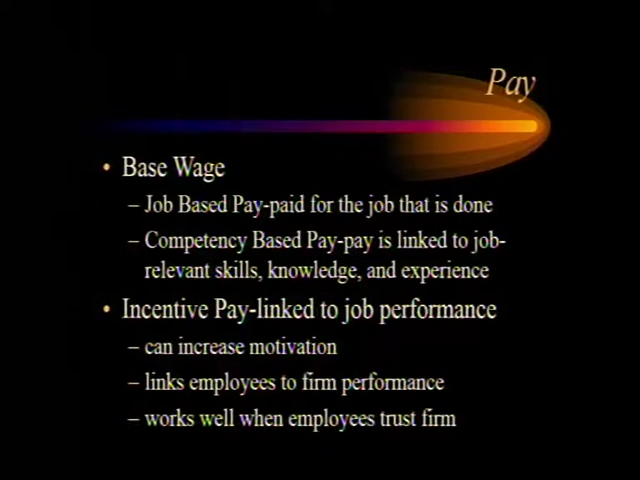 Pay
• Base Wage
– Job Based Pay-paid for the job that is done
– Competency Based Pay-pay is linked to job-
relevant skills, knowledge, and experience
• Incentive Pay-linked to job performance
– can increase motivation
– links employees to firm performance
– works well when employees trust firm